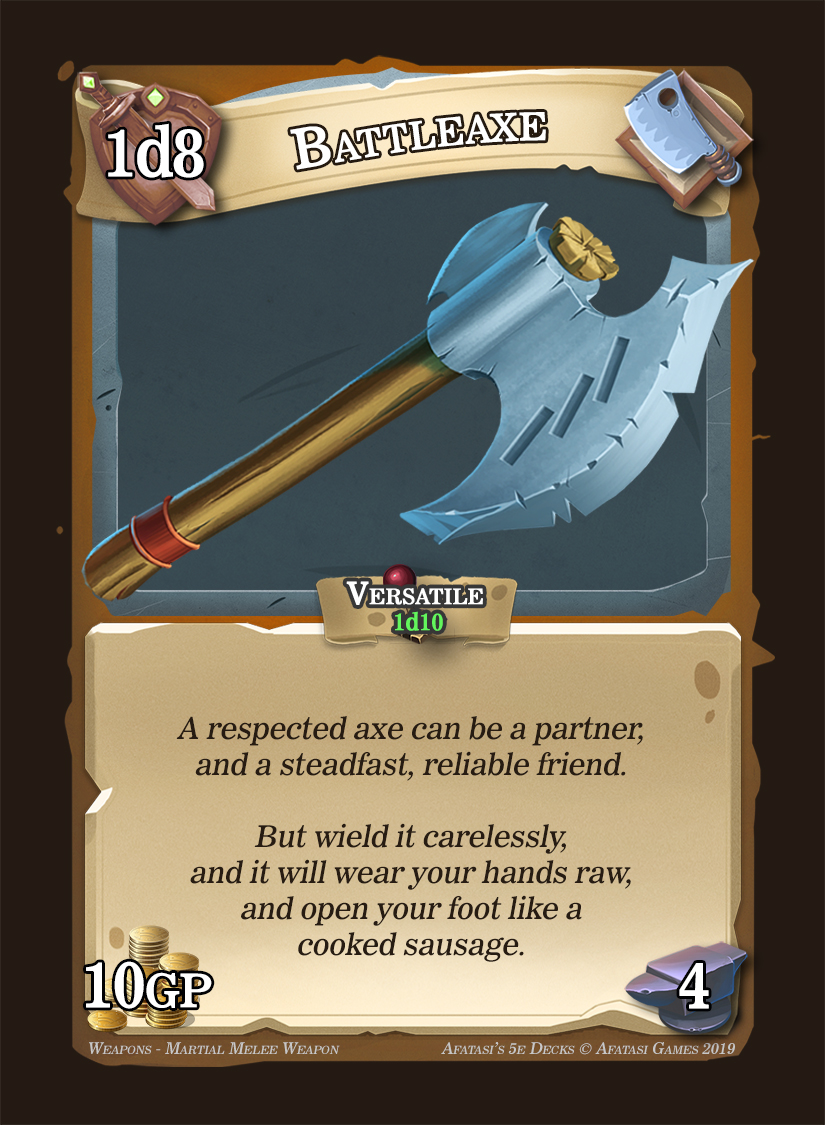 1d8
Battleaxe
Versatile
1d10
A respected axe can be a partner,
and a steadfast, reliable friend.
But wield it carelessly,
and it will wear your hands raw,
and open your foot like a
cooked sausage.
10GP
4
Weapons - Martial Melee Weapon
Afatasi's 5e Decks © Afatasi Games 2019